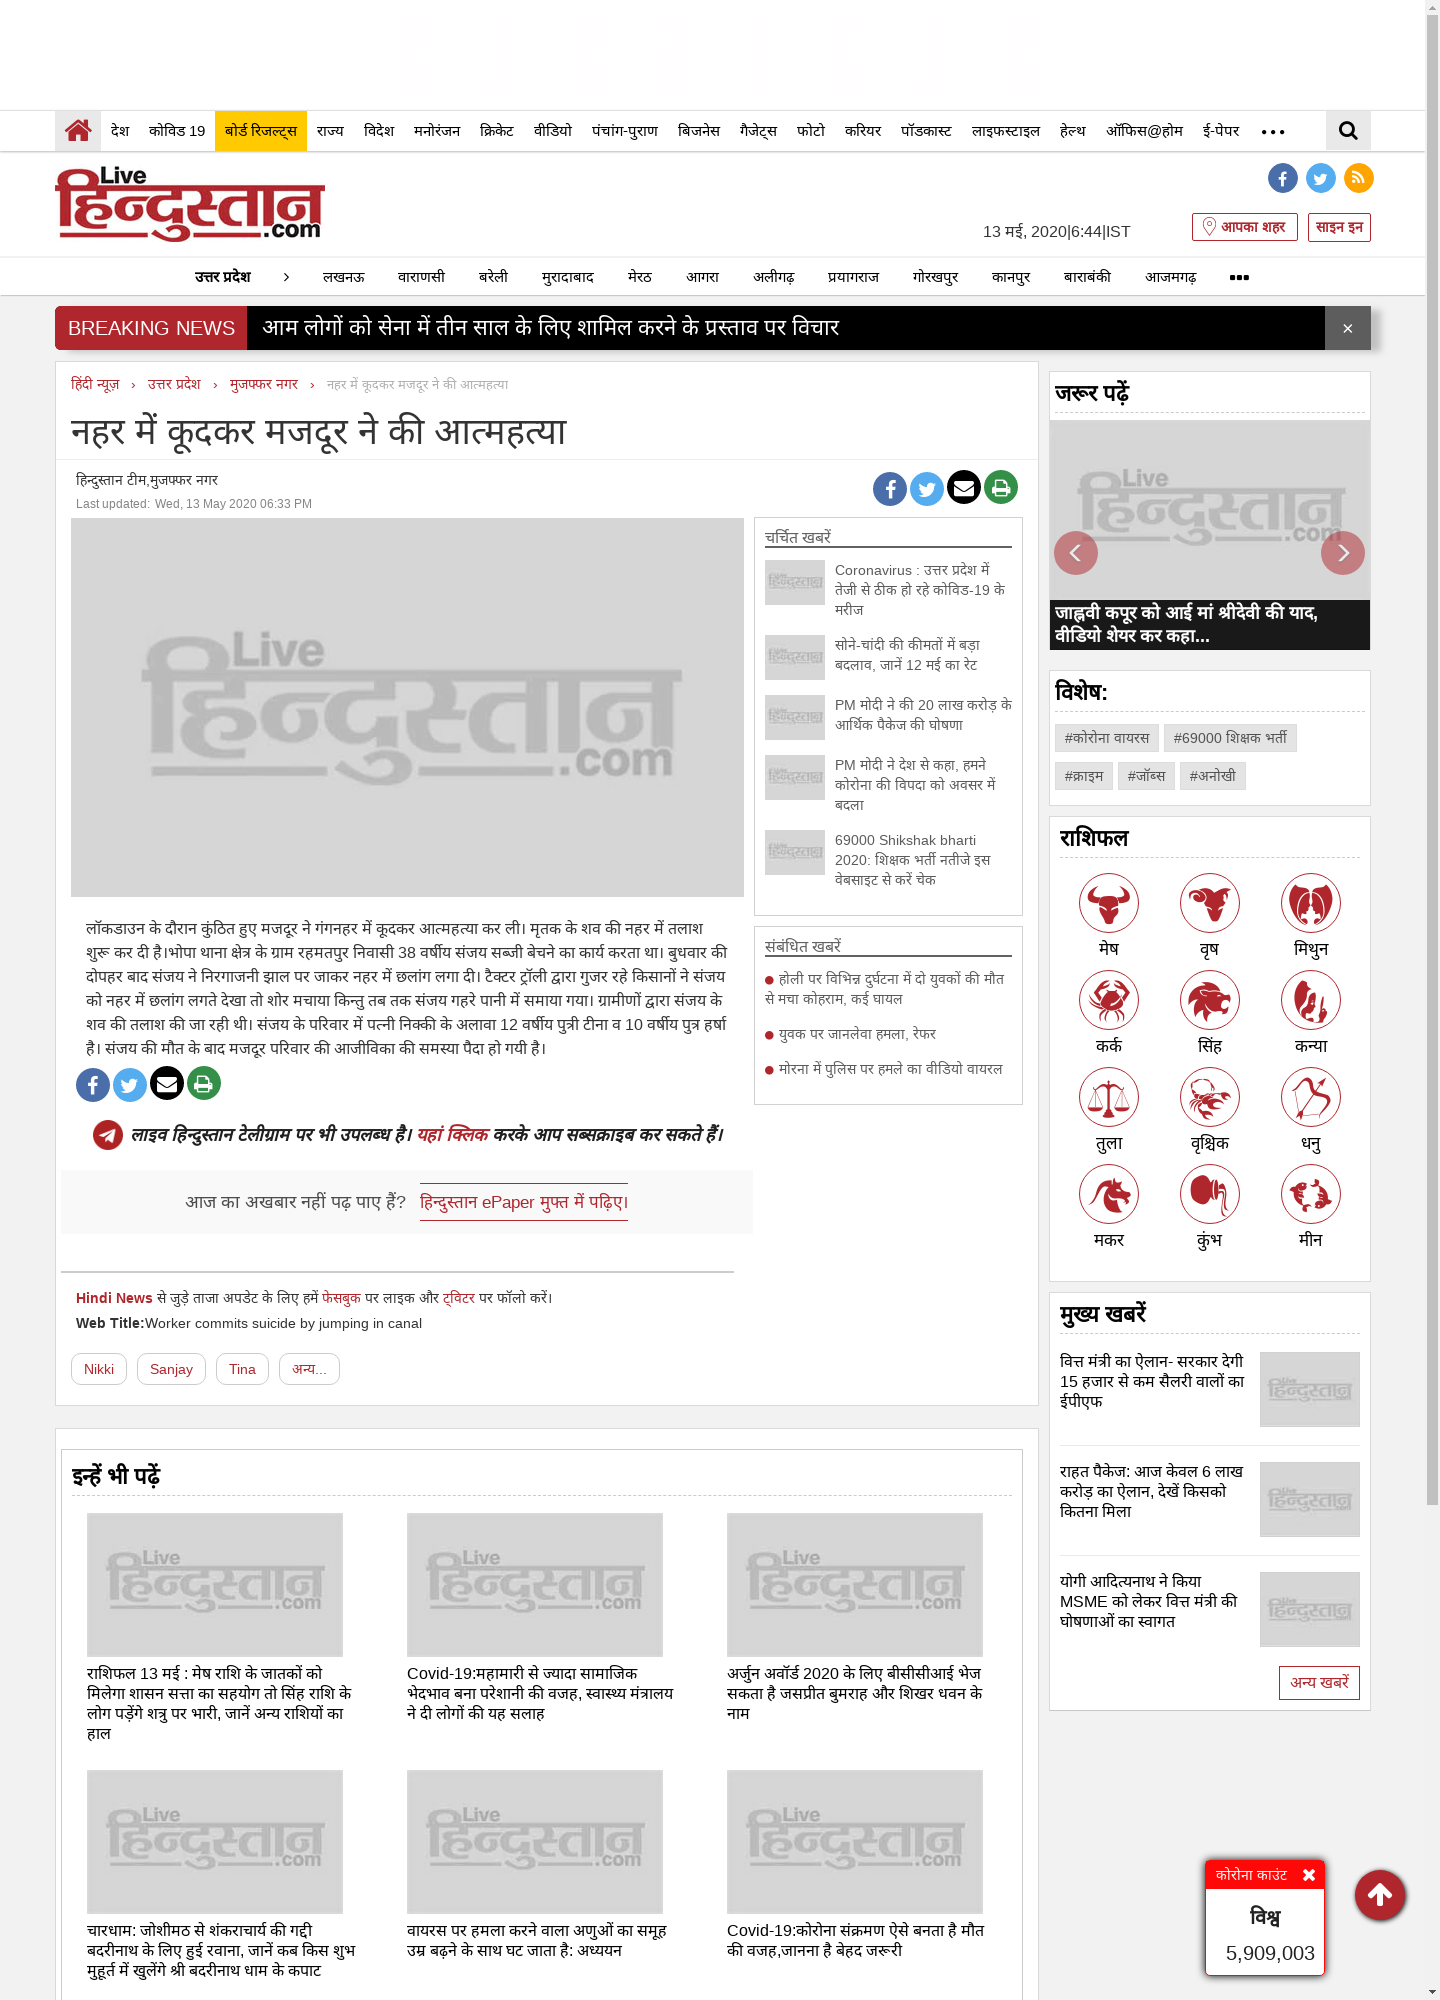 देश कोविड 19 बोर्ड रिजल्ट्स राज्य विदेश मनोरंजन क्रिकेट वीडियो पंचांग-पुराण बिजनेस गैजेट्स फोटो करियर पॉडकास्ट लाइफस्टाइल हेल्थ ऑफिस@होम ई-पेपर
Live
हिन्दुस्तान
.com
13 मई, 2020|6:44|IST
आपका शहर
साइन इन
उत्तर प्रदेश › लखनऊ वाराणसी बरेली मुरादाबाद मेरठ आगरा अलीगढ़ प्रयागराज गोरखपुर कानपुर बाराबंकी आजमगढ़
BREAKING NEWS आम लोगों को सेना में तीन साल के लिए शामिल करने के प्रस्ताव पर विचार ×
हिंदी न्यूज़ › उत्तर प्रदेश › मुजफ्फर नगर › नहर में कूदकर मजदूर ने की आत्महत्या
नहर में कूदकर मजदूर ने की आत्महत्या
हिन्दुस्तान टीम,मुजफ्फर नगर
Last updated: Wed, 13 May 2020 06:33 PM
Live
हिन्दुस्तान
.com
लॉकडाउन के दौरान कुंठित हुए मजदूर ने गंगनहर में कूदकर आत्महत्या कर ली। मृतक के शव की नहर में तलाश
शुरू कर दी है।भोपा थाना क्षेत्र के ग्राम रहमतपुर निवासी 38 वर्षीय संजय सब्जी बेचने का कार्य करता था। बुधवार की
दोपहर बाद संजय ने निरगाजनी झाल पर जाकर नहर में छलांग लगा दी। टैक्टर ट्रॉली द्वारा गुजर रहे किसानों ने संजय
को नहर में छलांग लगते देखा तो शोर मचाया किन्तु तब तक संजय गहरे पानी में समाया गया। ग्रामीणों द्वारा संजय के
शव की तलाश की जा रही थी। संजय के परिवार में पत्नी निक्की के अलावा 12 वर्षीय पुत्री टीना व 10 वर्षीय पुत्र हर्षा
है। संजय की मौत के बाद मजदूर परिवार की आजीविका की समस्या पैदा हो गयी है।
लाइव हिन्दुस्तान टेलीग्राम पर भी उपलब्ध है। यहां क्लिक करके आप सब्सक्राइब कर सकते हैं।
आज का अखबार नहीं पढ़ पाए हैं? हिन्दुस्तान ePaper मुफ्त में पढ़िए।
Hindi News से जुड़े ताजा अपडेट के लिए हमें फेसबुक पर लाइक और ट्विटर पर फॉलो करें।
Web Title:Worker commits suicide by jumping in canal
Nikki Sanjay Tina अन्य...
चर्चित खबरें
Coronavirus : उत्तर प्रदेश में
तेजी से ठीक हो रहे कोविड-19 के
मरीज
सोने-चांदी की कीमतों में बड़ा
बदलाव, जानें 12 मई का रेट
PM मोदी ने की 20 लाख करोड़ के
आर्थिक पैकेज की घोषणा
PM मोदी ने देश से कहा, हमने
कोरोना की विपदा को अवसर में
बदला
69000 Shikshak bharti
2020: शिक्षक भर्ती नतीजे इस
वेबसाइट से करें चेक
संबंधित खबरें
होली पर विभिन्न दुर्घटना में दो युवकों की मौत
से मचा कोहराम, कई घायल
युवक पर जानलेवा हमला, रेफर
मोरना में पुलिस पर हमले का वीडियो वायरल
जरूर पढ़ें
Live
हिन्दुस्तान
.com
जाह्नवी कपूर को आई मां श्रीदेवी की याद,
वीडियो शेयर कर कहा...
विशेष:
#कोरोना वायरस #69000 शिक्षक भर्ती
#क्राइम #जॉब्स #अनोखी
राशिफल
मेष वृष मिथुन
कर्क सिंह कन्या
तुला वृश्चिक धनु
मकर कुंभ मीन
मुख्य खबरें
वित्त मंत्री का ऐलान- सरकार देगी
15 हजार से कम सैलरी वालों का
ईपीएफ
राहत पैकेज: आज केवल 6 लाख
करोड़ का ऐलान, देखें किसको
कितना मिला
योगी आदित्यनाथ ने किया
MSME को लेकर वित्त मंत्री की
घोषणाओं का स्वागत
अन्य खबरें
इन्हें भी पढ़ें
Live
हिन्दुस्तान
.com
Live
हिन्दुस्तान
.com
Live
हिन्दुस्तान
.com
राशिफल 13 मई : मेष राशि के जातकों को
मिलेगा शासन सत्ता का सहयोग तो सिंह राशि के
लोग पड़ेंगे शत्रु पर भारी, जानें अन्य राशियों का
हाल
Covid-19:महामारी से ज्यादा सामाजिक
भेदभाव बना परेशानी की वजह, स्वास्थ्य मंत्रालय
ने दी लोगों की यह सलाह
अर्जुन अवॉर्ड 2020 के लिए बीसीसीआई भेज
सकता है जसप्रीत बुमराह और शिखर धवन के
नाम
Live
हिन्दुस्तान
.com
Live
हिन्दुस्तान
.com
Live
हिन्दुस्तान
.com
चारधाम: जोशीमठ से शंकराचार्य की गद्दी
बदरीनाथ के लिए हुई रवाना, जानें कब किस शुभ
मुहूर्त में खुलेंगे श्री बदरीनाथ धाम के कपाट
वायरस पर हमला करने वाला अणुओं का समूह
उम्र बढ़ने के साथ घट जाता है: अध्ययन
Covid-19:कोरोना संक्रमण ऐसे बनता है मौत
की वजह,जानना है बेहद जरूरी
कोरोना काउंट
विश्व
5,909,003